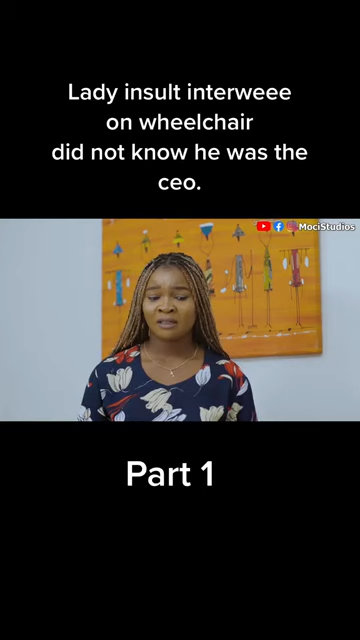 Lady insult interweee
on wheelchair
did not know he was the
ceo.
MociStudios
Part 1